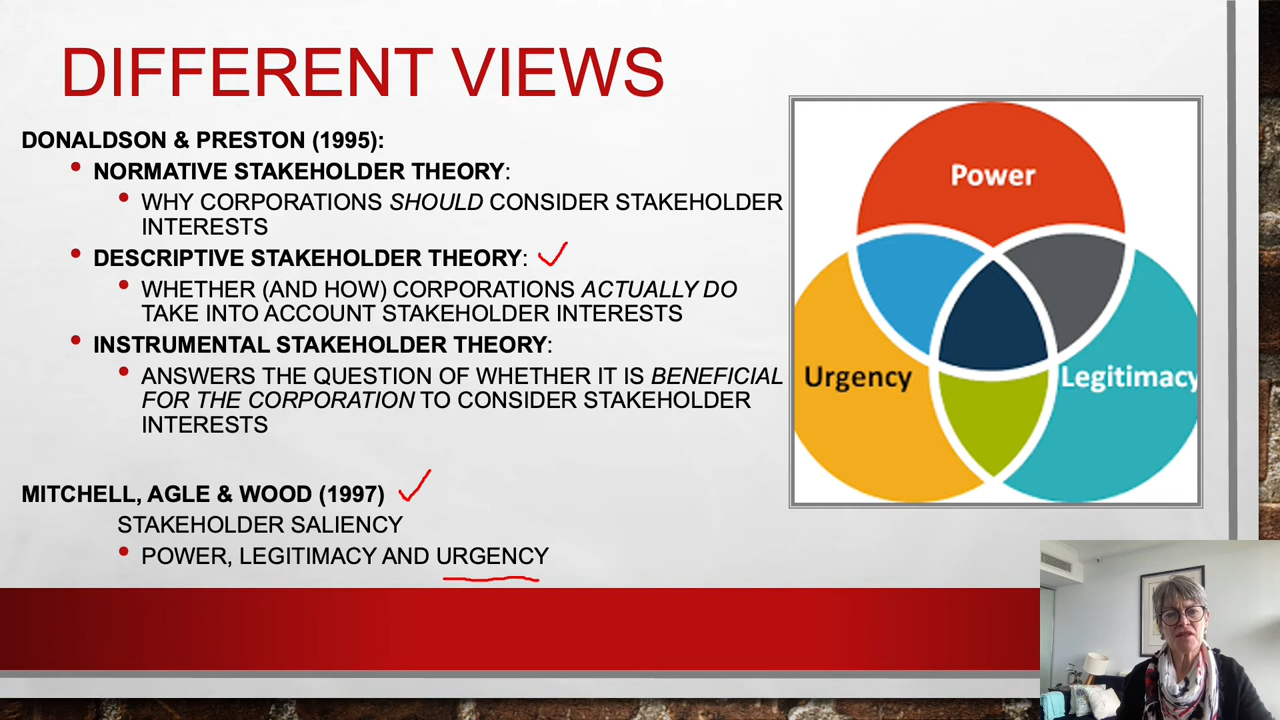 DIFFERENT VIEWS
DONALDSON & PRESTON (1995):
• NORMATIVE STAKEHOLDER THEORY:
• WHY CORPORATIONS SHOULD CONSIDER STAKEHOLDER
INTERESTS
• DESCRIPTIVE STAKEHOLDER THEORY:
• WHETHER (AND HOW) CORPORATIONS ACTUALLY DO
TAKE INTO ACCOUNT STAKEHOLDER INTERESTS
• INSTRUMENTAL STAKEHOLDER THEORY:
• ANSWERS THE QUESTION OF WHETHER IT IS BENEFICIAL
FOR THE CORPORATION TO CONSIDER STAKEHOLDER
INTERESTS
MITCHELL, AGLE & WOOD (1997)
STAKEHOLDER SALIENCY
• POWER, LEGITIMACY AND URGENCY
Power
Urgency
Legitimacy